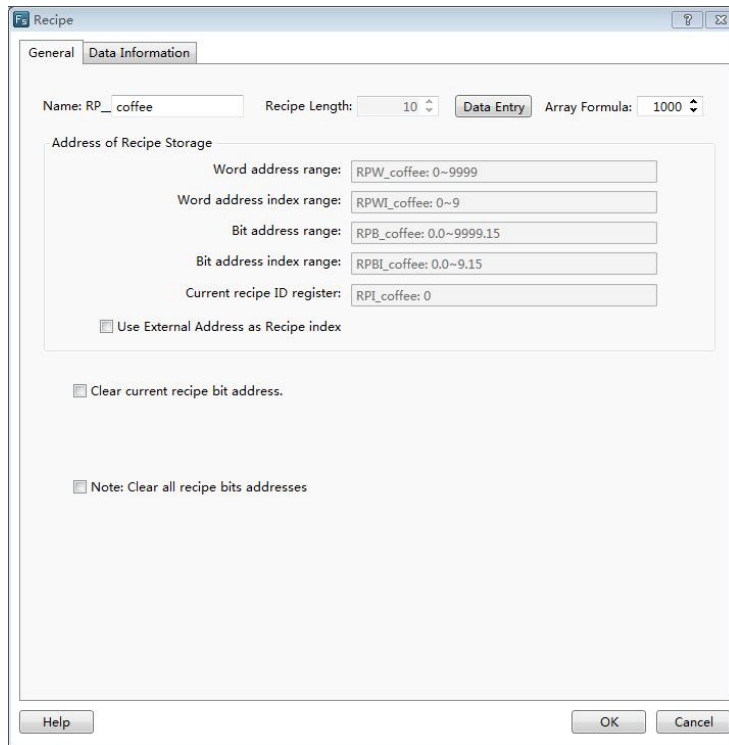 Fs Recipe
General Data Information
Name: RP_ coffee Recipe Length: 10 Data Entry Array Formula: 1000
Address of Recipe Storage
Word address range: RPW_coffee: 0~9999
Word address index range: RPWI_coffee: 0~9
Bit address range: RPB_coffee: 0.0~9999.15
Bit address index range: RPBI_coffee: 0.0~9.15
Current recipe ID register: RPI_coffee: 0
Use External Address as Recipe index
Clear current recipe bit address.
Note: Clear all recipe bits addresses
Help OK Cancel